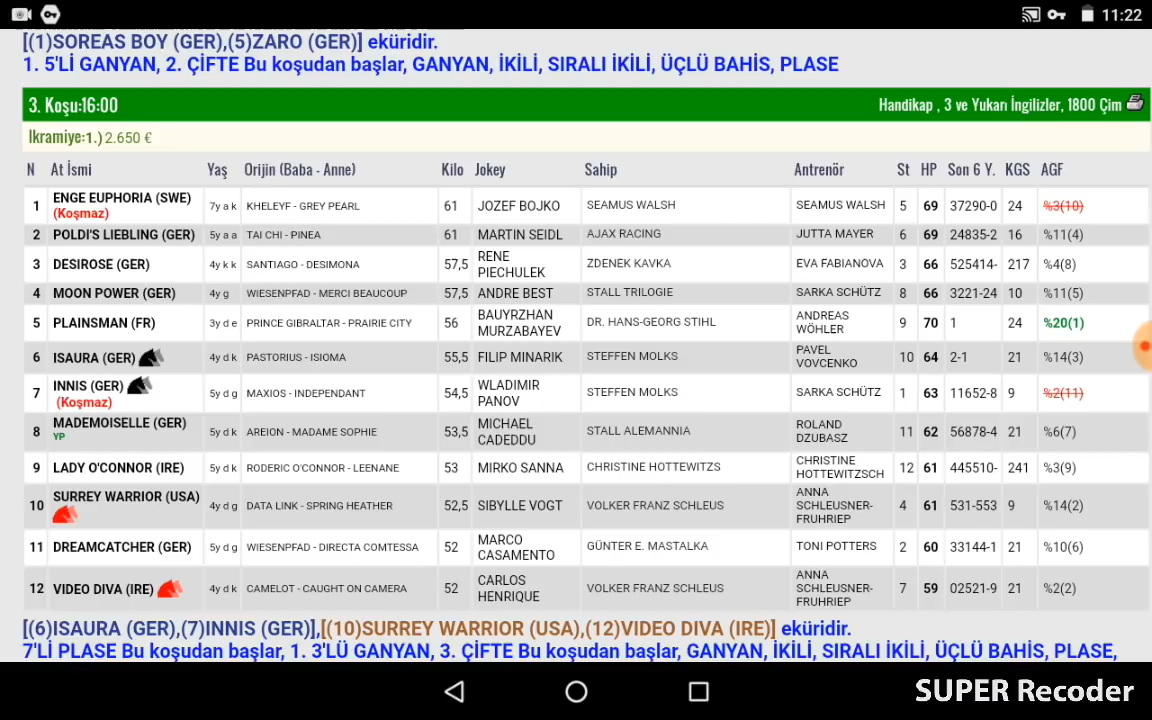 11:22
[(1)SOREAS BOY (GER),(5)ZARO (GER)] eküridir.
1. 5'Lİ GANYAN, 2. ÇİFTE Bu koşudan başlar, GANYAN, İKİLİ, SIRALI İKİLİ, ÜÇLÜ BAHİS, PLASE
3. Koşu:16:00 Handikap , 3 ve Yukarı İngilizler, 1800 Çim
Ikramiye:1.) 2.650 €
N At İsmi Yaş Orijin (Baba - Anne) Kilo Jokey Sahip Antrenör St HP Son 6 Y. KGS AGF
1 ENGE EUPHORIA (SWE) (Koşmaz) 7y a k KHELEYF - GREY PEARL 61 JOZEF BOJKO SEAMUS WALSH SEAMUS WALSH 5 69 37290-0 24 %3(10)
2 POLDI'S LIEBLING (GER) 5y a a TAI CHI - PINEA 61 MARTIN SEIDL AJAX RACING JUTTA MAYER 6 69 24835-2 16 %11(4)
3 DESIROSE (GER) 4y k k SANTIAGO - DESIMONA 57,5 RENE PIECHULEK ZDENEK KAVKA EVA FABIANOVA 3 66 525414- 217 %4(8)
4 MOON POWER (GER) 4y g WIESENPFAD - MERCI BEAUCOUP 57,5 ANDRE BEST STALL TRILOGIE SARKA SCHÜTZ 8 66 3221-24 10 %11(5)
5 PLAINSMAN (FR) 3y d e PRINCE GIBRALTAR - PRAIRIE CITY 56 BAUYRZHAN MURZABAYEV DR. HANS-GEORG STIHL ANDREAS WÖHLER 9 70 1 24 %20(1)
6 ISAURA (GER) 4y d k PASTORIUS - ISIOMA 55,5 FILIP MINARIK STEFFEN MOLKS PAVEL VOVCENKO 10 64 2-1 21 %14(3)
7 INNIS (GER) (Koşmaz) 5y d g MAXIOS - INDEPENDANT 54,5 WLADIMIR PANOV STEFFEN MOLKS SARKA SCHÜTZ 1 63 11652-8 9 %2(11)
8 MADEMOISELLE (GER) YP 5y d k AREION - MADAME SOPHIE 53,5 MICHAEL CADEDDU STALL ALEMANNIA ROLAND DZUBASZ 11 62 56878-4 21 %6(7)
9 LADY O'CONNOR (IRE) 5y d k RODERIC O'CONNOR - LEENANE 53 MIRKO SANNA CHRISTINE HOTTEWITZS CHRISTINE HOTTEWITZSCH 12 61 445510- 241 %3(9)
10 SURREY WARRIOR (USA) 4y d g DATA LINK - SPRING HEATHER 52,5 SIBYLLE VOGT VOLKER FRANZ SCHLEUS ANNA SCHLEUSNER-FRUHRIEP 4 61 531-553 9 %14(2)
11 DREAMCATCHER (GER) 5y d g WIESENPFAD - DIRECTA COMTESSA 52 MARCO CASAMENTO GÜNTER E. MASTALKA TONI POTTERS 2 60 33144-1 21 %10(6)
12 VIDEO DIVA (IRE) 4y d k CAMELOT - CAUGHT ON CAMERA 52 CARLOS HENRIQUE VOLKER FRANZ SCHLEUS ANNA SCHLEUSNER-FRUHRIEP 7 59 02521-9 21 %2(2)
[(6)ISAURA (GER),(7)INNIS (GER)],[(10)SURREY WARRIOR (USA),(12)VIDEO DIVA (IRE)] eküridir.
7'Lİ PLASE Bu koşudan başlar, 1. 3'LÜ GANYAN, 3. ÇİFTE Bu koşudan başlar, GANYAN, İKİLİ, SIRALI İKİLİ, ÜÇLÜ BAHİS, PLASE,
SUPER Recoder